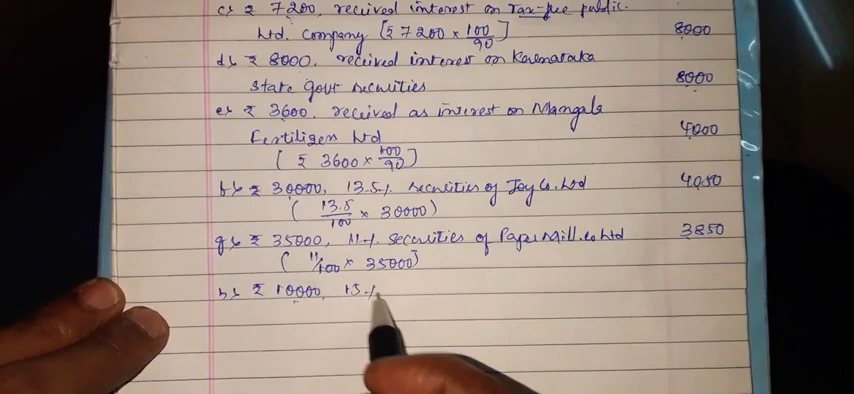 c) ₹ 7200, received interest on Tax-free public.
Ltd. company [₹ 7200 × 100/90] 8000
d) ₹ 8000, received interest on Karnataka
State Govt securities 8000
e) ₹ 3600, received as interest on Mangala
Fertilizers Ltd 4000
( ₹ 3600 × 100/90 )
f) ₹ 30000, 13.5% securities of Joy Co. Ltd 4050
( 13.5/100 × 30000 )
g) ₹ 35000, 11% securities of Paper Mill.co Ltd 3850
( 11/100 × 35000 )
h) ₹ 10000, 15%